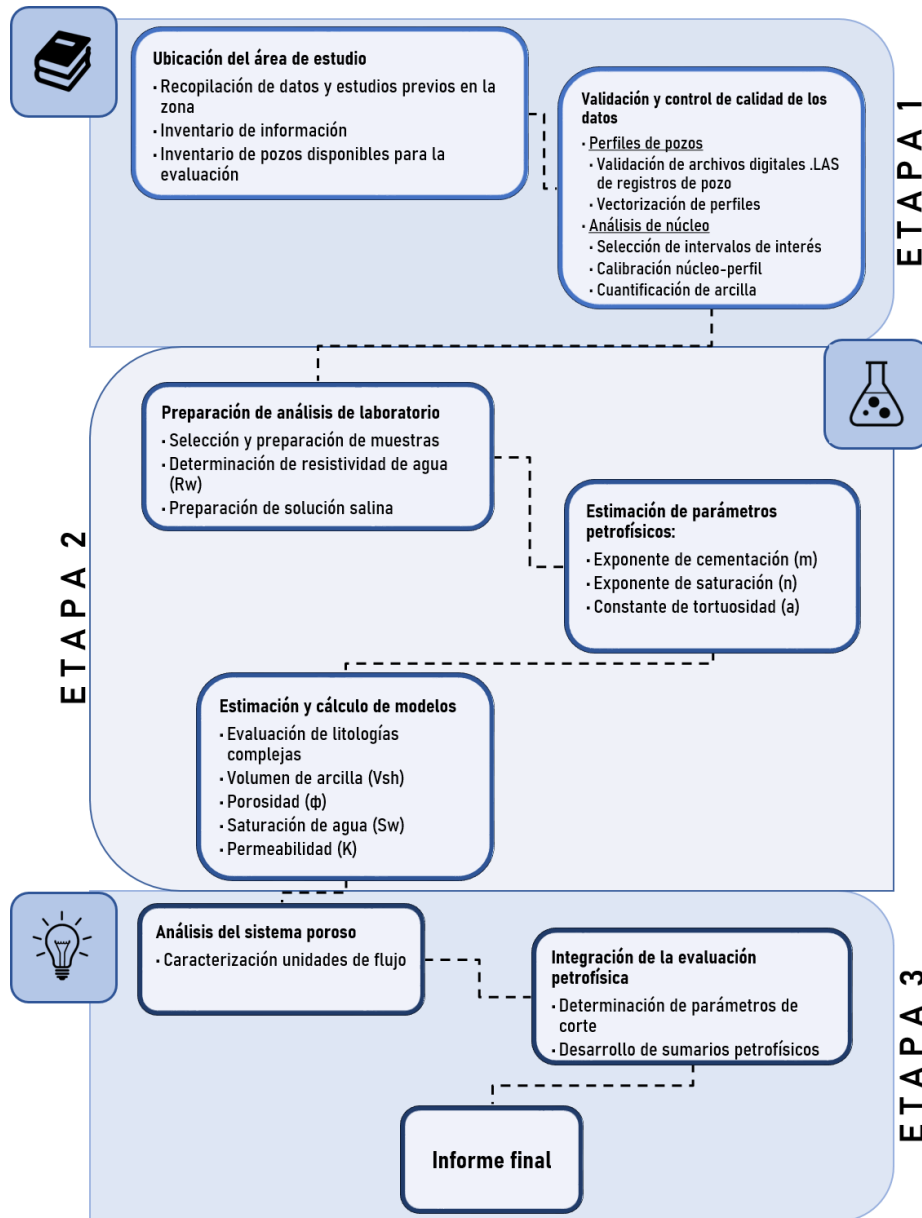 Ubicación del área de estudio
· Recopilación de datos y estudios previos en la
zona
· Inventario de información
· Inventario de pozos disponibles para la
evaluación
Validación y control de calidad de los
datos
· Perfiles de pozos
· Validación de archivos digitales .LAS
de registros de pozo
· Vectorización de perfiles
· Análisis de núcleo
· Selección de intervalos de interés
· Calibración núcleo-perfil
· Cuantificación de arcilla
ETAPA 1
Preparación de análisis de laboratorio
· Selección y preparación de muestras
· Determinación de resistividad de agua
(Rw)
· Preparación de solución salina
Estimación de parámetros
petrofísicos:
· Exponente de cementación (m)
· Exponente de saturación (n)
· Constante de tortuosidad (a)
ETAPA 2
Estimación y cálculo de modelos
· Evaluación de litologías
complejas
· Volumen de arcilla (Vsh)
· Porosidad (ф)
· Saturación de agua (Sw)
· Permeabilidad (K)
Análisis del sistema poroso
· Caracterización unidades de flujo
Integración de la evaluación
petrofísica
· Determinación de parámetros de
corte
· Desarrollo de sumarios petrofísicos
ETAPA 3
Informe final